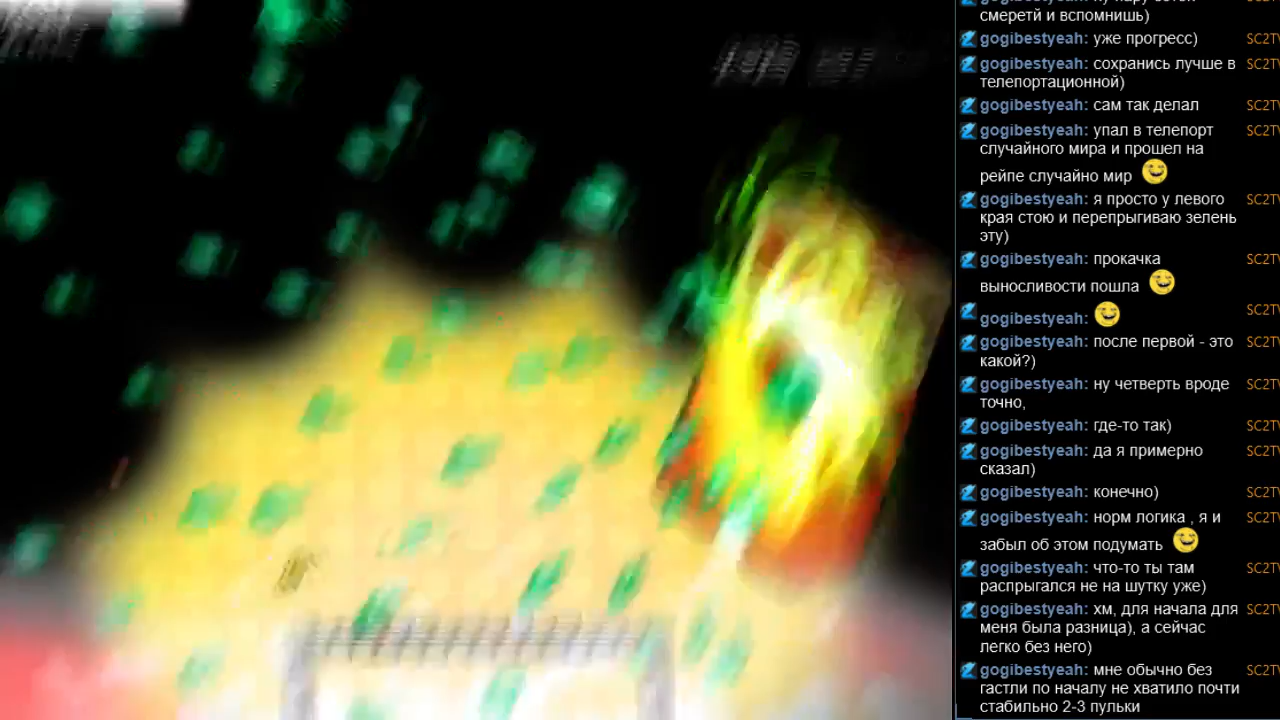 смеретй и вспомнишь)
gogibestyeah: уже прогресс) SC2TV
gogibestyeah: сохранись лучше в SC2TV
телепортационной)
gogibestyeah: сам так делал SC2TV
gogibestyeah: упал в телепорт SC2TV
случайного мира и прошел на
рейпе случайно мир
gogibestyeah: я просто у левого SC2TV
края стою и перепрыгиваю зелень
эту)
gogibestyeah: прокачка SC2TV
выносливости пошла
gogibestyeah: SC2TV
gogibestyeah: после первой - это SC2TV
какой?)
gogibestyeah: ну четверть вроде SC2TV
точно,
gogibestyeah: где-то так) SC2TV
gogibestyeah: да я примерно SC2TV
сказал)
gogibestyeah: конечно) SC2TV
gogibestyeah: норм логика , я и SC2TV
забыл об этом подумать
gogibestyeah: что-то ты там SC2TV
распрыгался не на шутку уже)
gogibestyeah: хм, для начала для SC2TV
меня была разница), а сейчас
легко без него)
gogibestyeah: мне обычно без SC2TV
гастли по началу не хватило почти
стабильно 2-3 пульки